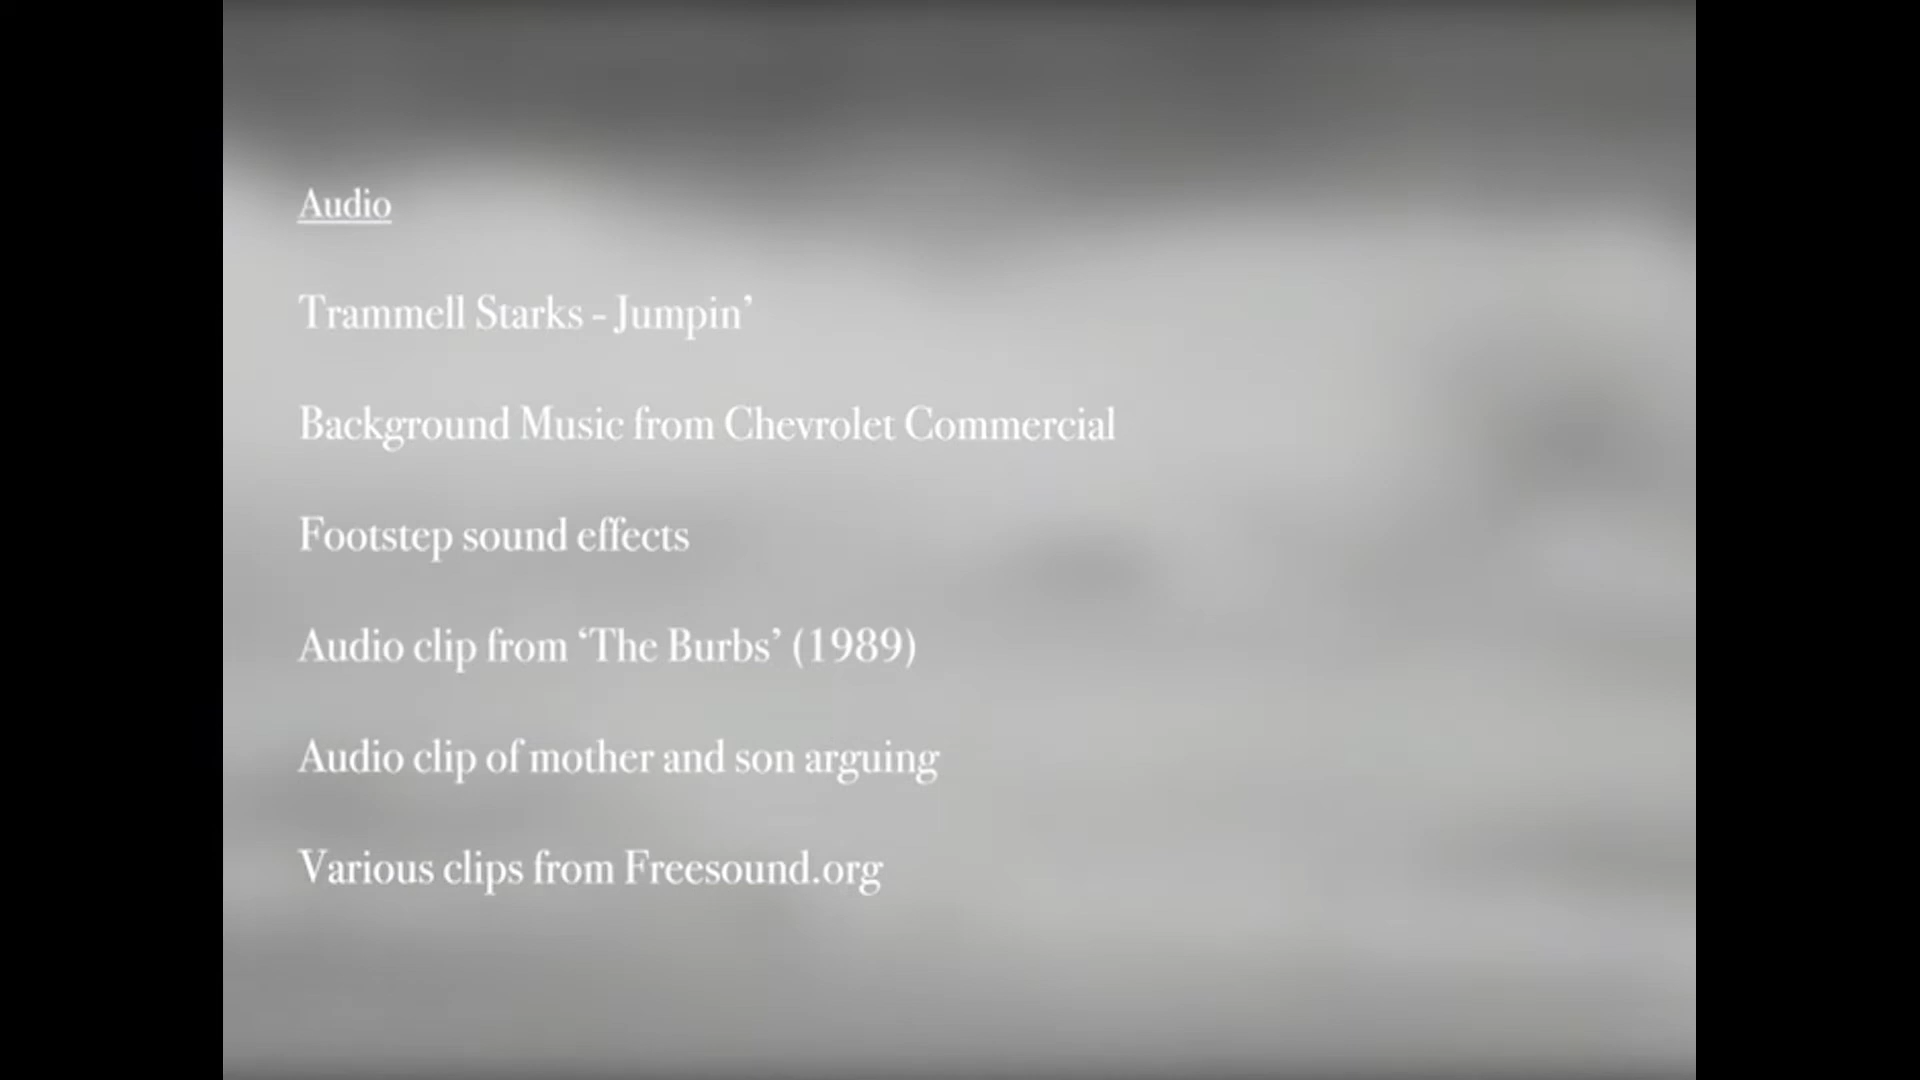 Audio
Trammell Starks - Jumpin’
Background Music from Chevrolet Commercial
Footstep sound effects
Audio clip from ‘The Burbs’ (1989)
Audio clip of mother and son arguing
Various clips from Freesound.org